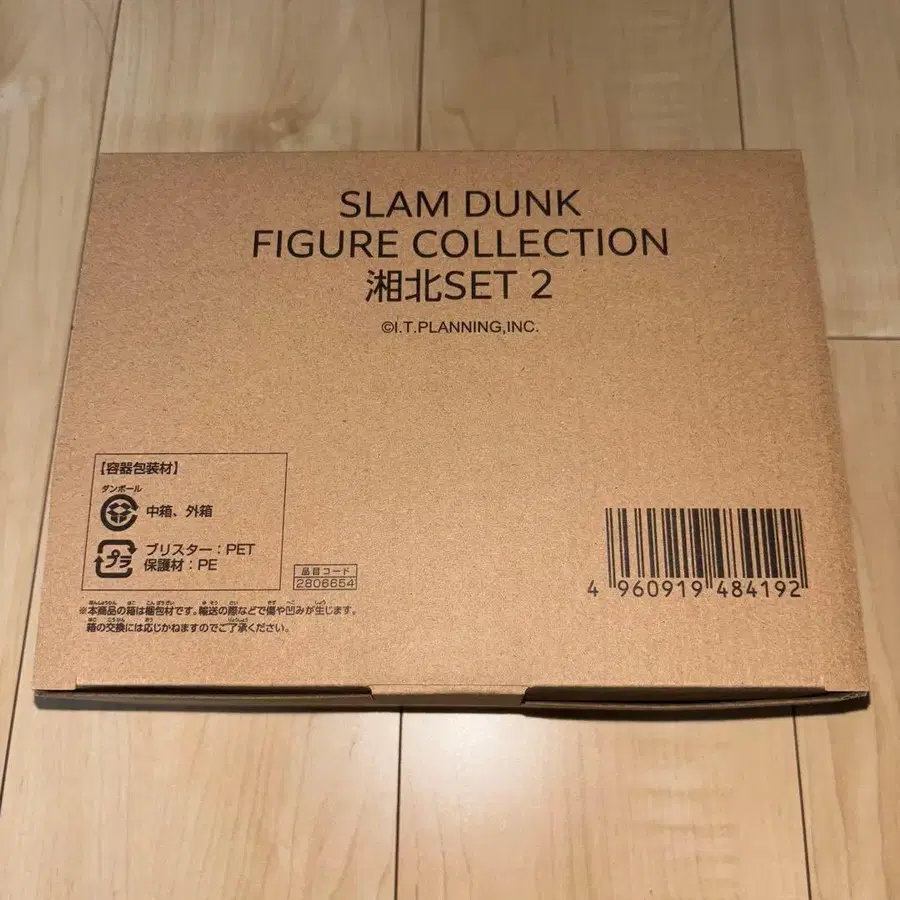 SLAM DUNK
FIGURE COLLECTION
湘北SET 2
©I.T.PLANNING,INC.
【容器包装材】
ダンボール
中箱、外箱
プラ
ブリスター:PET
保護材:PE
品目コード
2806654
※本商品の箱は梱包材です。輸送の際などで傷や凹みが生じます。
箱の交換には応じかねますのでご了承ください。
4 960919 484192